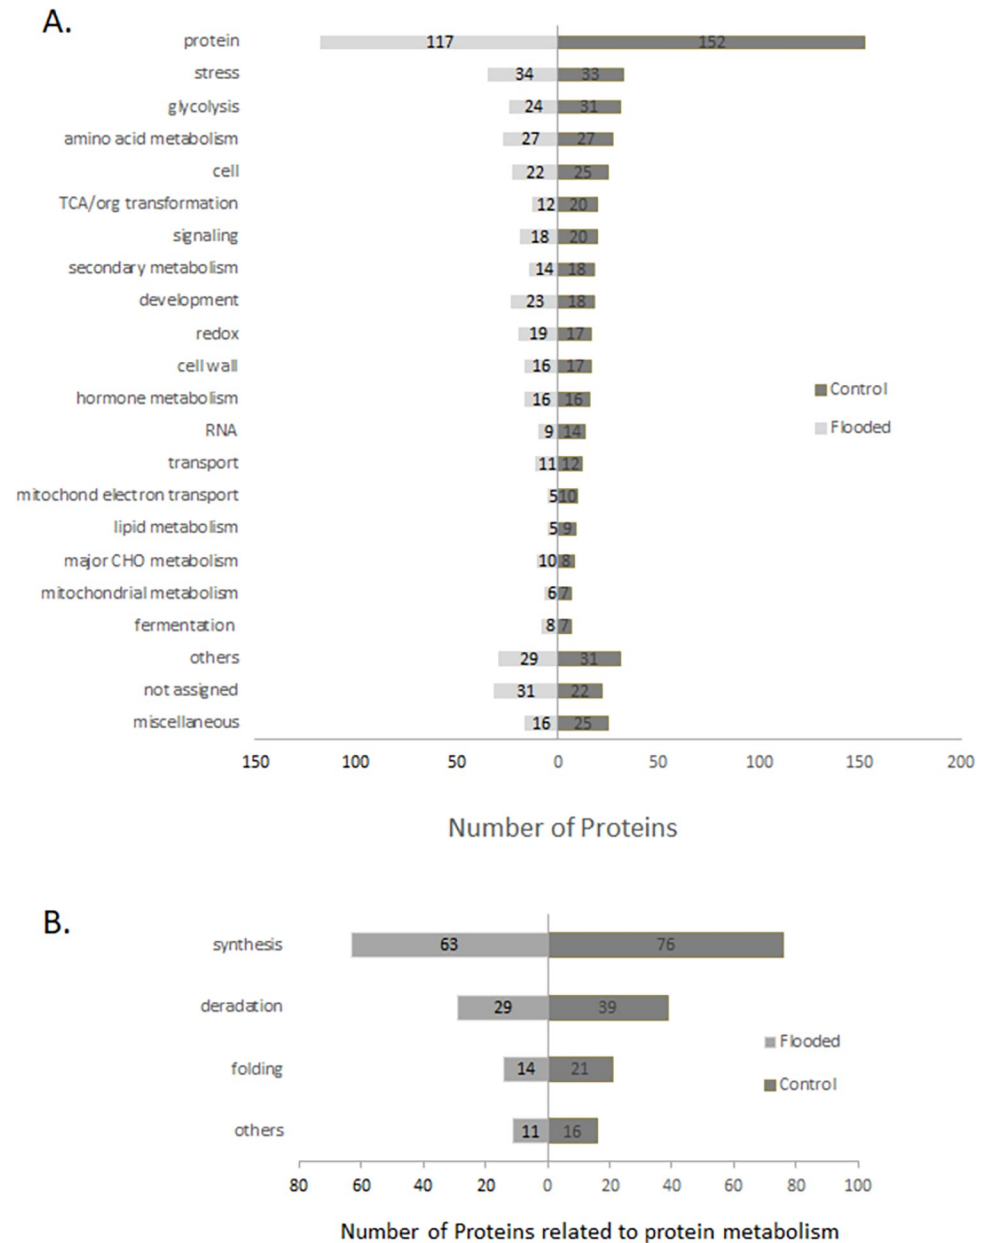 A.
protein 117 152
stress 34 33
glycolysis 24 31
amino acid metabolism 27 27
cell 22 25
TCA/org transformation 12 20
signaling 18 20
secondary metabolism 14 18
development 23 18
redox 19 17
cell wall 16 17
hormone metabolism 16 16
RNA 9 14
transport 11 12
mitochond electron transport 5 10
lipid metabolism 5 9
major CHO metabolism 10 8
mitochondrial metabolism 6 7
fermentation 8 7
others 29 31
not assigned 31 22
miscellaneous 16 25
Control
Flooded
150 100 50 0 50 100 150 200
Number of Proteins
B.
synthesis 63 76
deradation 29 39
folding 14 21
others 11 16
Flooded
Control
80 60 40 20 0 20 40 60 80 100
Number of Proteins related to protein metabolism